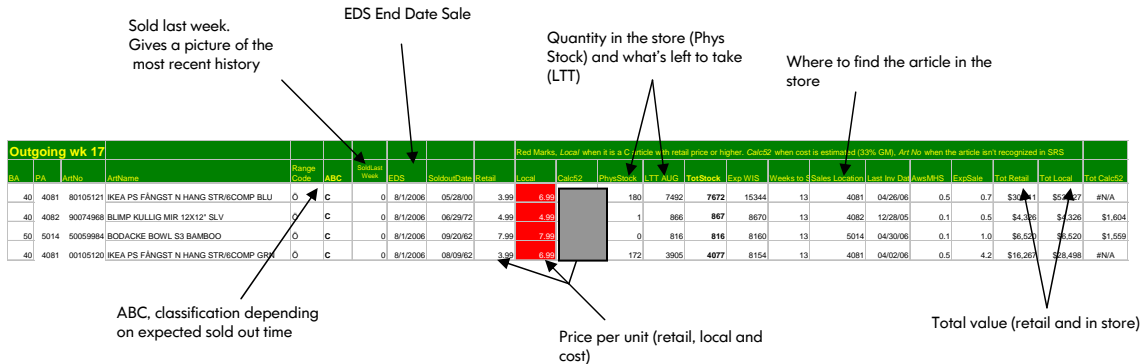 Sold last week.
Gives a picture of the
most recent history
EDS End Date Sale
Quantity in the store (Phys
Stock) and what's left to take
(LTT)
Where to find the article in the
store
Outgoing wk 17 Red Marks, Local when it is a C article with retail price or higher. Calc52 when cost is estimated (33% GM), Art No when the article isn't recognized in SRS
BA PA ArtNo ArtName Range Code ABC SoldLast Week EDS SoldoutDate Retail Local Calc52 PhysStock LTT AUG TotStock Exp WIS Weeks to S Sales Location Last Inv Dat AwsMHS ExpSale Tot Retail Tot Local Tot Calc52
40 4081 80105121 IKEA PS FÅNGST N HANG STR/6COMP BLU Ö C 0 8/1/2006 05/28/00 3.99 6.99 180 7492 7672 15344 13 4081 04/26/06 0.5 0.7 #N/A
40 4082 90074968 BLIMP KULLIG MIR 12X12" SLV Ö C 0 8/1/2006 06/29/72 4.99 4.99 1 866 867 8670 13 4082 12/28/05 0.1 0.5 $4,326 $4,326 $1,604
50 5014 50059984 BODACKE BOWL S3 BAMBOO Ö C 0 8/1/2006 09/20/62 7.99 7.99 0 816 816 8160 13 5014 04/30/06 0.1 1.0 $6,520 $6,520 $1,559
40 4081 00105120 IKEA PS FÅNGST N HANG STR/6COMP GRN Ö C 0 8/1/2006 08/09/62 3.99 6.99 172 3905 4077 8154 13 4081 04/02/06 0.5 4.2 $16,267 $28,498 #N/A
ABC, classification depending
on expected sold out time
Price per unit (retail, local and
cost)
Total value (retail and in store)